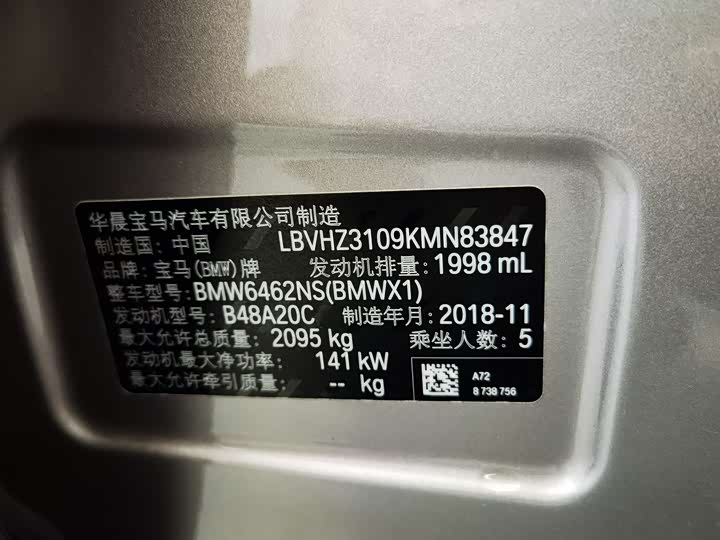 华晨宝马汽车有限公司制造
制造国: 中国 LBVHZ3109KMN83847
品牌: 宝马(BMW)牌 发动机排量: 1998 mL
整车型号: BMW6462NS(BMWX1)
发动机型号: B48A20C 制造年月: 2018-11
最大允许总质量: 2095 kg 乘坐人数: 5
发动机最大净功率: 141 kW
最大允许牵引质量: -- kg
A72
8 738 756